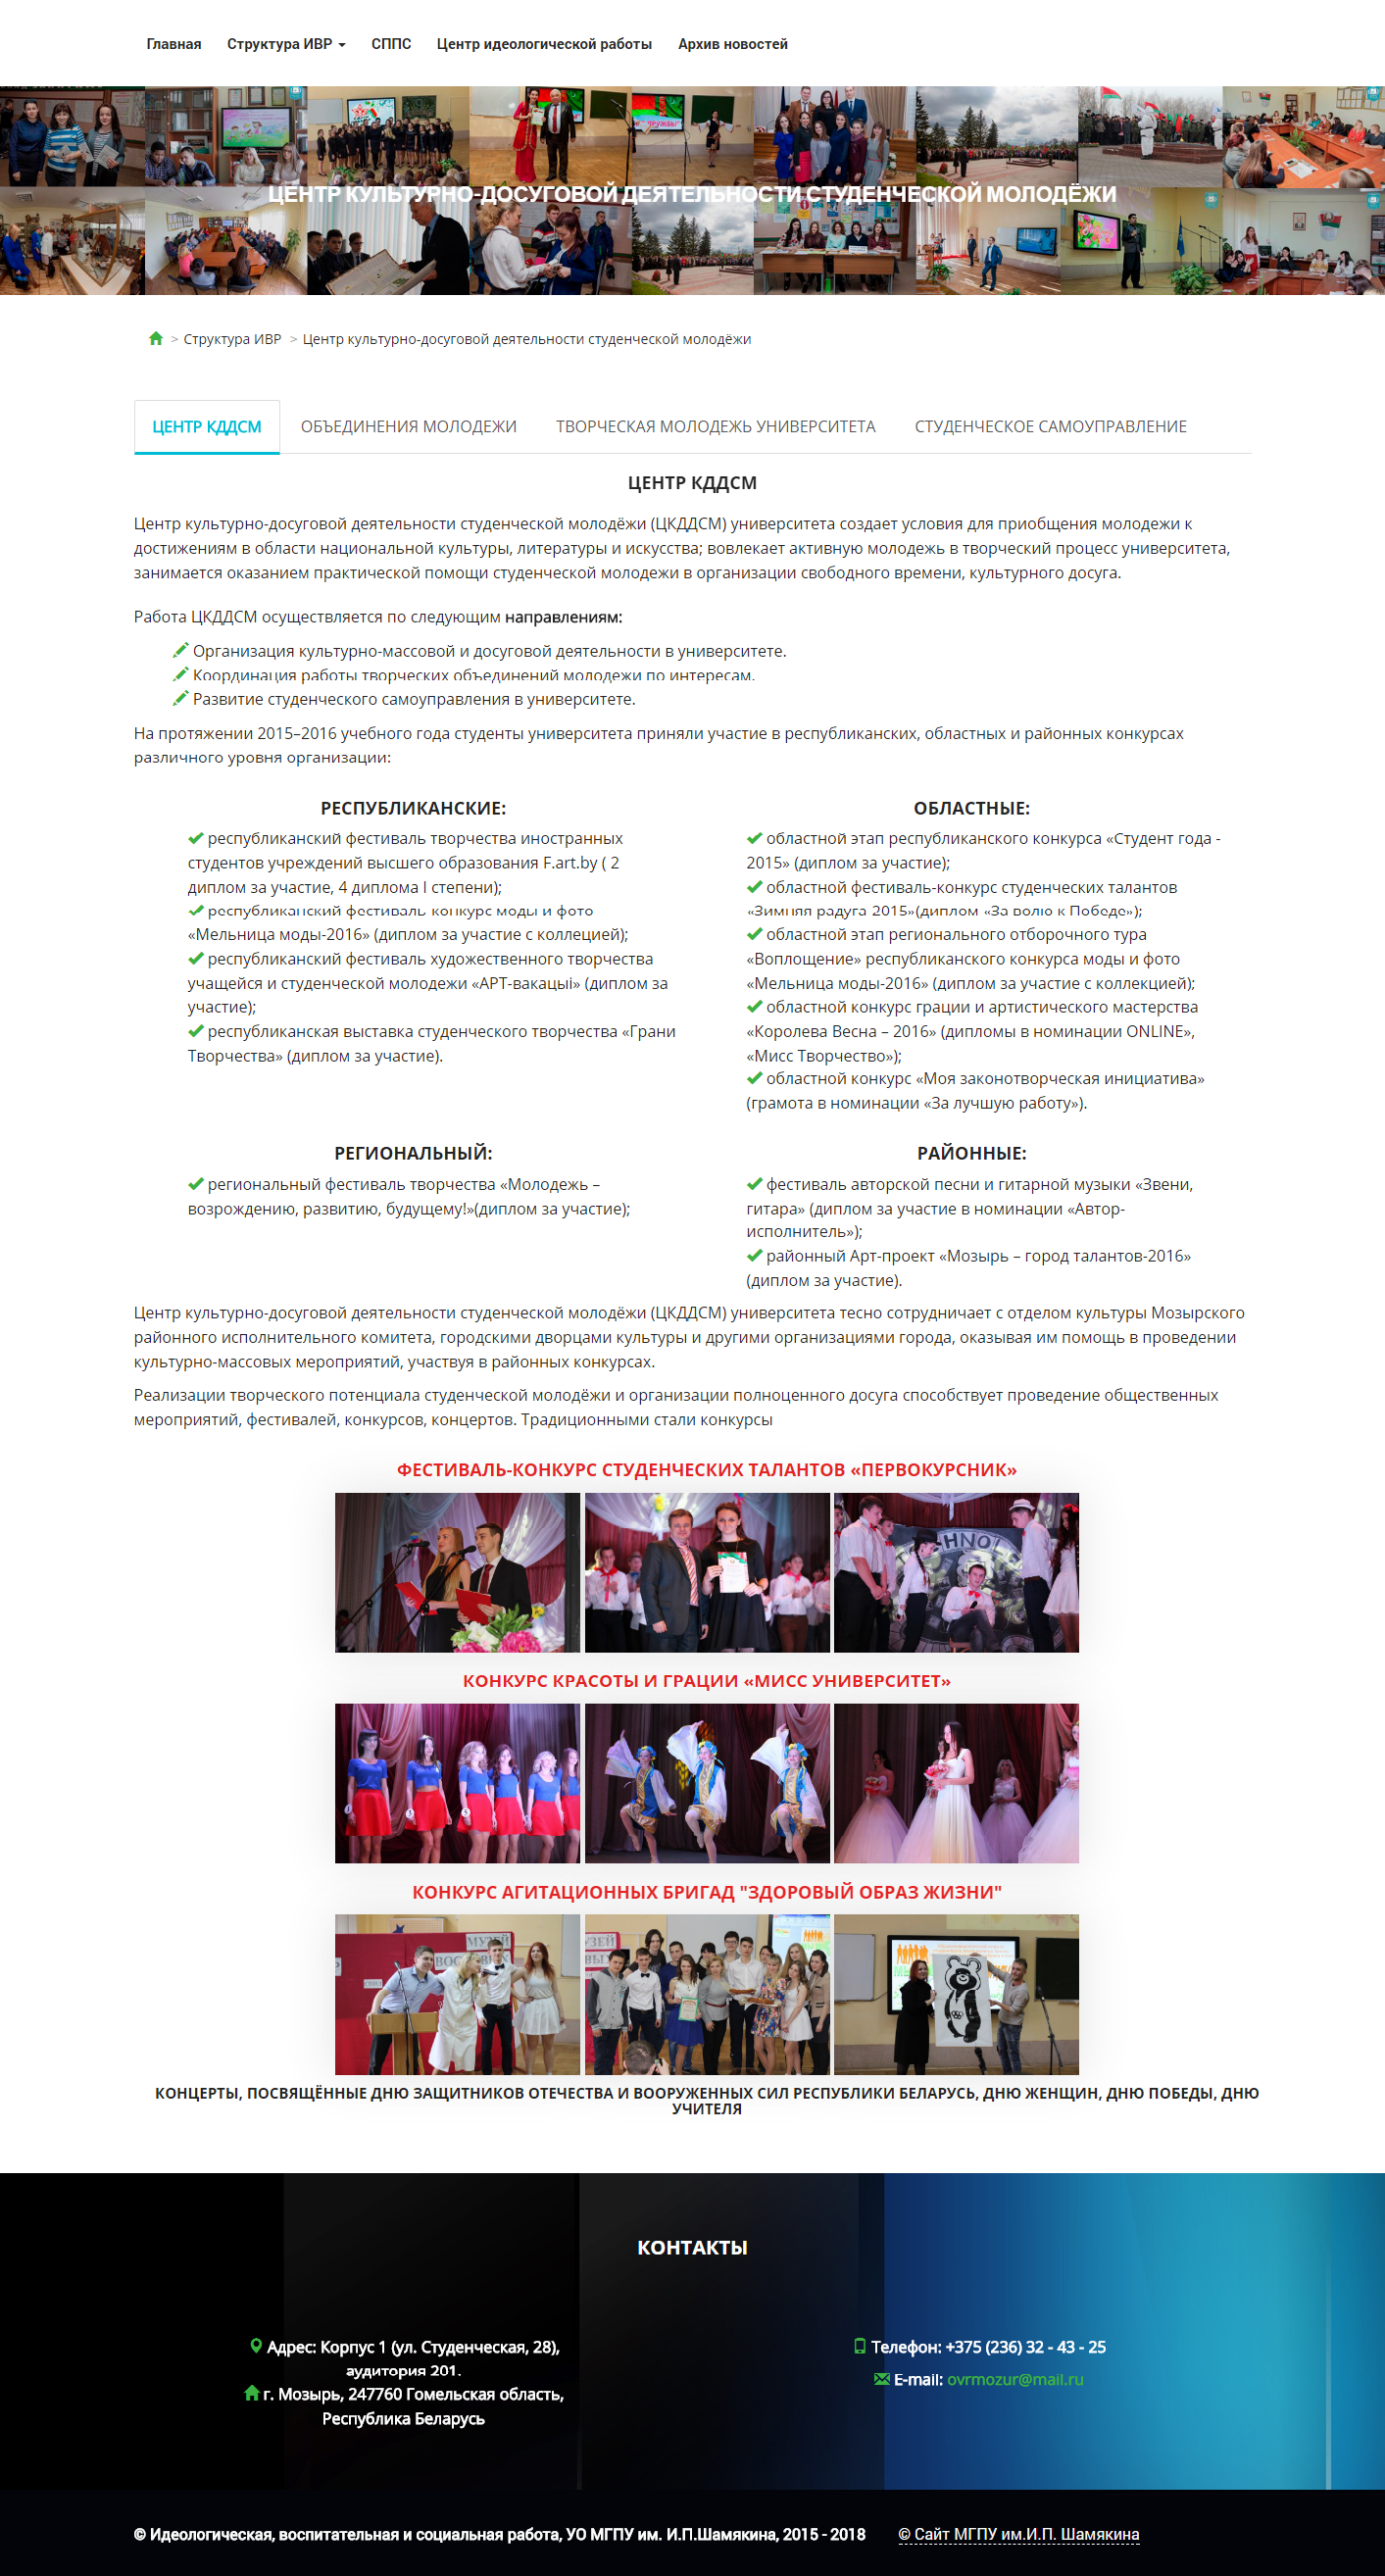 Главная Структура ИВР СППС Центр идеологической работы Архив новостей
ЦЕНТР КУЛЬТУРНО-ДОСУГОВОЙ ДЕЯТЕЛЬНОСТИ СТУДЕНЧЕСКОЙ МОЛОДЁЖИ
> Структура ИВР > Центр культурно-досуговой деятельности студенческой молодёжи
ЦЕНТР КДДСМ ОБЪЕДИНЕНИЯ МОЛОДЕЖИ ТВОРЧЕСКАЯ МОЛОДЕЖЬ УНИВЕРСИТЕТА СТУДЕНЧЕСКОЕ САМОУПРАВЛЕНИЕ
ЦЕНТР КДДСМ
Центр культурно-досуговой деятельности студенческой молодёжи (ЦКДДСМ) университета создает условия для приобщения молодежи к
достижениям в области национальной культуры, литературы и искусства; вовлекает активную молодежь в творческий процесс университета,
занимается оказанием практической помощи студенческой молодежи в организации свободного времени, культурного досуга.
Работа ЦКДДСМ осуществляется по следующим направлениям:
Организация культурно-массовой и досуговой деятельности в университете.
Координация работы творческих объединений молодежи по интересам.
Развитие студенческого самоуправления в университете.
На протяжении 2015–2016 учебного года студенты университета приняли участие в республиканских, областных и районных конкурсах
различного уровня организации:
РЕСПУБЛИКАНСКИЕ:
республиканский фестиваль творчества иностранных
студентов учреждений высшего образования F.art.by ( 2
диплом за участие, 4 диплома I степени);
республиканский фестиваль-конкурс моды и фото
«Мельница моды-2016» (диплом за участие с коллецией);
республиканский фестиваль художественного творчества
учащейся и студенческой молодежи «АРТ-вакацыі» (диплом за
участие);
республиканская выставка студенческого творчества «Грани
Творчества» (диплом за участие).
ОБЛАСТНЫЕ:
областной этап республиканского конкурса «Студент года -
2015» (диплом за участие);
областной фестиваль-конкурс студенческих талантов
«Зимняя радуга 2015»(диплом «За волю к Победе»);
областной этап регионального отборочного тура
«Воплощение» республиканского конкурса моды и фото
«Мельница моды-2016» (диплом за участие с коллекцией);
областной конкурс грации и артистического мастерства
«Королева Весна – 2016» (дипломы в номинации ONLINE»,
«Мисс Творчество»);
областной конкурс «Моя законотворческая инициатива»
(грамота в номинации «За лучшую работу»).
РЕГИОНАЛЬНЫЙ:
региональный фестиваль творчества «Молодежь –
возрождению, развитию, будущему!»(диплом за участие);
РАЙОННЫЕ:
фестиваль авторской песни и гитарной музыки «Звени,
гитара» (диплом за участие в номинации «Автор-
исполнитель»);
районный Арт-проект «Мозырь – город талантов-2016»
(диплом за участие).
Центр культурно-досуговой деятельности студенческой молодёжи (ЦКДДСМ) университета тесно сотрудничает с отделом культуры Мозырского
районного исполнительного комитета, городскими дворцами культуры и другими организациями города, оказывая им помощь в проведении
культурно-массовых мероприятий, участвуя в районных конкурсах.
Реализации творческого потенциала студенческой молодёжи и организации полноценного досуга способствует проведение общественных
мероприятий, фестивалей, конкурсов, концертов. Традиционными стали конкурсы
ФЕСТИВАЛЬ-КОНКУРС СТУДЕНЧЕСКИХ ТАЛАНТОВ «ПЕРВОКУРСНИК»
КОНКУРС КРАСОТЫ И ГРАЦИИ «МИСС УНИВЕРСИТЕТ»
КОНКУРС АГИТАЦИОННЫХ БРИГАД "ЗДОРОВЫЙ ОБРАЗ ЖИЗНИ"
КОНЦЕРТЫ, ПОСВЯЩЁННЫЕ ДНЮ ЗАЩИТНИКОВ ОТЕЧЕСТВА И ВООРУЖЕННЫХ СИЛ РЕСПУБЛИКИ БЕЛАРУСЬ, ДНЮ ЖЕНЩИН, ДНЮ ПОБЕДЫ, ДНЮ
УЧИТЕЛЯ
КОНТАКТЫ
Адрес: Корпус 1 (ул. Студенческая, 28),
аудитория 201.
г. Мозырь, 247760 Гомельская область,
Республика Беларусь
Телефон: +375 (236) 32 - 43 - 25
E-mail: ovrmozur@mail.ru
© Идеологическая, воспитательная и социальная работа, УО МГПУ им. И.П.Шамякина, 2015 - 2018 © Сайт МГПУ им.И.П. Шамякина